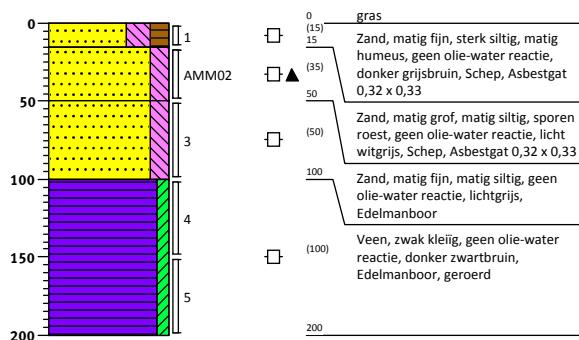 0
50
100
150
200
1
AMM02
3
4
5
0
gras
(15)
15
Zand, matig fijn, sterk siltig, matig
humeus, geen olie-water reactie,
donker grijsbruin, Schep, Asbestgat
0,32 x 0,33
(35)
50
Zand, matig grof, matig siltig, sporen
roest, geen olie-water reactie, licht
witgrijs, Schep, Asbestgat 0,32 x 0,33
(50)
100
Zand, matig fijn, matig siltig, geen
olie-water reactie, lichtgrijs,
Edelmanboor
(100)
Veen, zwak kleiïg, geen olie-water
reactie, donker zwartbruin,
Edelmanboor, geroerd
200